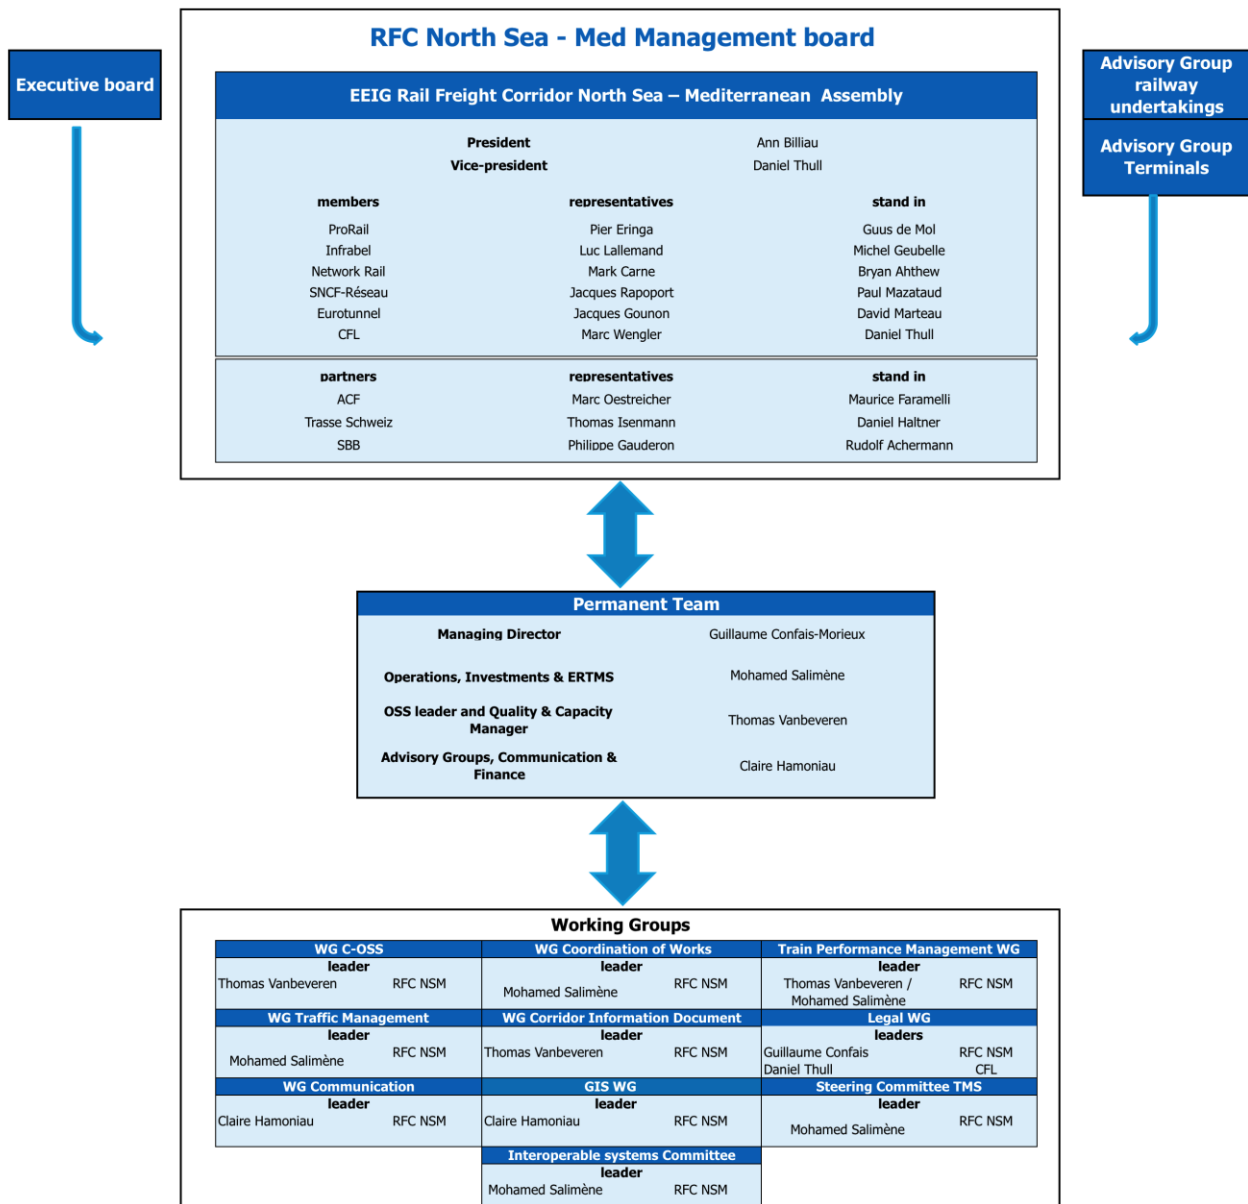 RFC North Sea - Med Management board
Executive board
Advisory Group
railway
undertakings
Advisory Group
Terminals
EEIG Rail Freight Corridor North Sea – Mediterranean Assembly
President Ann Billiau
Vice-president Daniel Thull
members representatives stand in
ProRail Pier Eringa Guus de Mol
Infrabel Luc Lallemand Michel Geubelle
Network Rail Mark Carne Bryan Ahthew
SNCF-Réseau Jacques Rapoport Paul Mazataud
Eurotunnel Jacques Gounon David Marteau
CFL Marc Wengler Daniel Thull
partners representatives stand in
ACF Marc Oestreicher Maurice Faramelli
Trasse Schweiz Thomas Isenmann Daniel Haltner
SBB Philippe Gauderon Rudolf Achermann
Permanent Team
Managing Director Guillaume Confais-Morieux
Operations, Investments & ERTMS Mohamed Salimène
OSS leader and Quality & Capacity
Manager Thomas Vanbeveren
Advisory Groups, Communication &
Finance Claire Hamoniau
Working Groups
WG C-OSS WG Coordination of Works Train Performance Management WG
leader leader leader
Thomas Vanbeveren RFC NSM Mohamed Salimène RFC NSM Thomas Vanbeveren / RFC NSM
Mohamed Salimène
WG Traffic Management WG Corridor Information Document Legal WG
leader leader leaders
Mohamed Salimène RFC NSM Thomas Vanbeveren RFC NSM Guillaume Confais RFC NSM
Daniel Thull CFL
WG Communication GIS WG Steering Committee TMS
leader leader leader
Claire Hamoniau RFC NSM Claire Hamoniau RFC NSM Mohamed Salimène RFC NSM
Interoperable systems Committee
leader
Mohamed Salimène RFC NSM